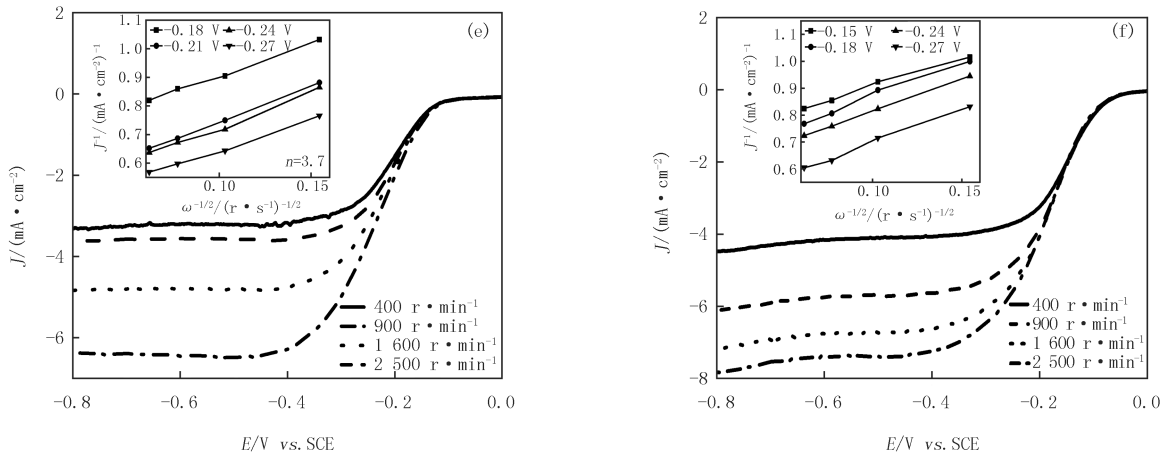 (e)
2
0
-2
-4
-6
-0.8
-0.6
-0.4
-0.2
0.0
J/(mA·cm⁻²)
E/V vs.SCE
400 r·min⁻¹
900 r·min⁻¹
1 600 r·min⁻¹
2 500 r·min⁻¹
-0.18 V
-0.24 V
-0.21 V
-0.27 V
1.1
1.0
0.9
0.8
0.7
0.6
J⁻¹/(mA·cm⁻²)⁻¹
n=3.7
0.10
0.15
ω⁻¹/²/(r·s⁻¹)⁻¹/²
(f)
2
0
-2
-4
-6
-8
-0.8
-0.6
-0.4
-0.2
0.0
J/(mA·cm⁻²)
E/V vs.SCE
400 r·min⁻¹
900 r·min⁻¹
1 600 r·min⁻¹
2 500 r·min⁻¹
-0.15 V
-0.24 V
-0.18 V
-0.27 V
1.1
1.0
0.9
0.8
0.7
0.6
J⁻¹/(mA·cm⁻²)⁻¹
0.10
0.15
ω⁻¹/²/(r·s⁻¹)⁻¹/²